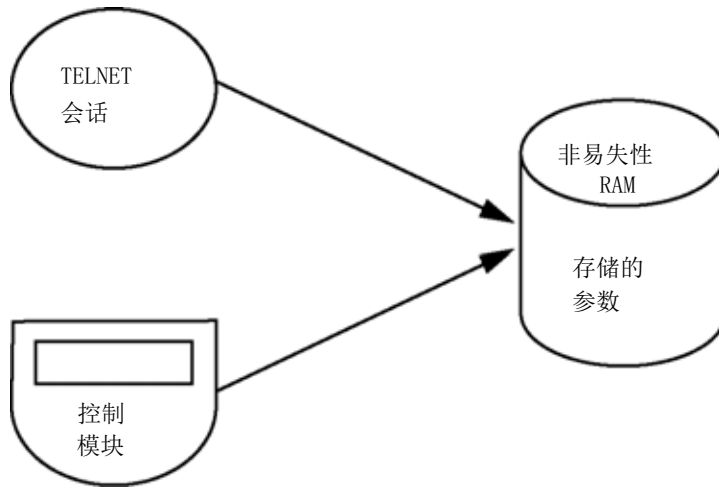 TELNET
会话
非易失性
RAM
存储的
参数
控制
模块